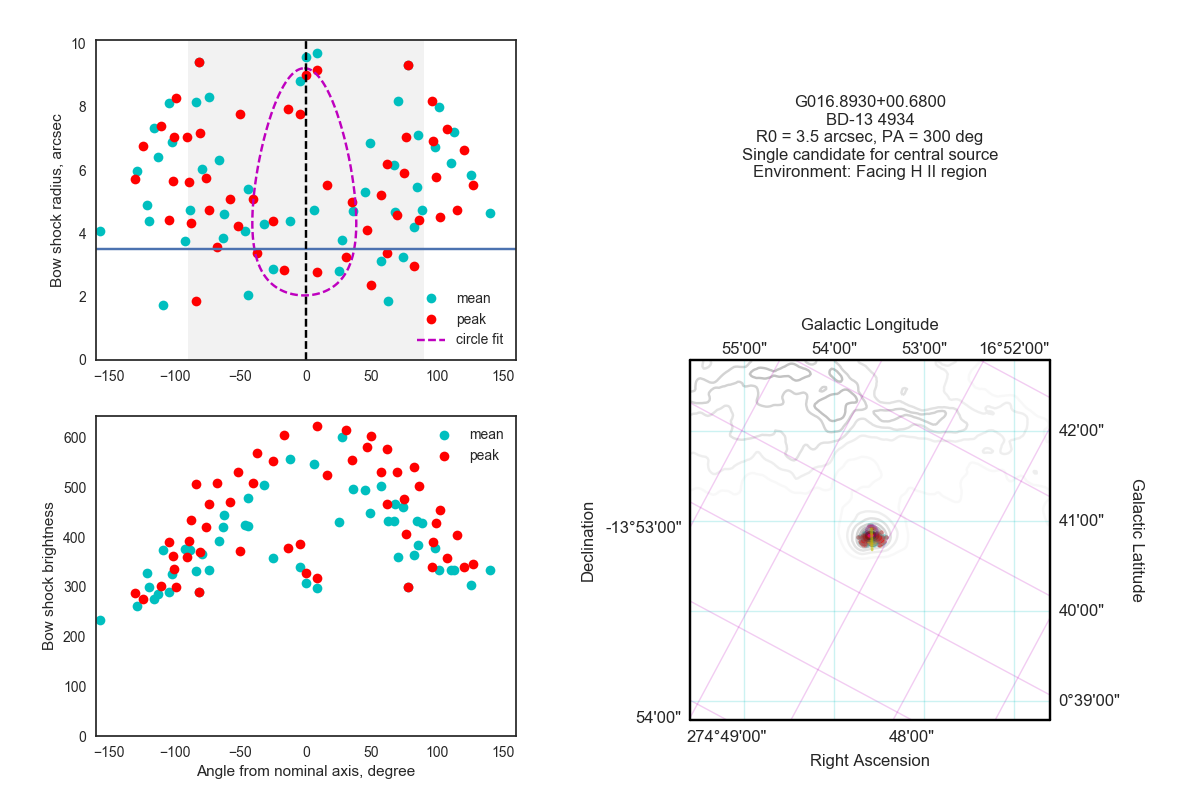 Bow shock radius, arcsec
10
8
6
4
2
0
−150
−100
−50
0
50
100
150
mean
peak
circle fit
Bow shock brightness
600
500
400
300
200
100
0
−150
−100
−50
0
50
100
150
Angle from nominal axis, degree
mean
peak
G016.8930+00.6800
BD-13 4934
R0 = 3.5 arcsec, PA = 300 deg
Single candidate for central source
Environment: Facing H II region
Galactic Longitude
55'00"
54'00"
53'00"
16°52'00"
42'00"
41'00"
40'00"
0°39'00"
Galactic Latitude
Declination
-13°53'00"
54'00"
274°49'00"
48'00"
Right Ascension